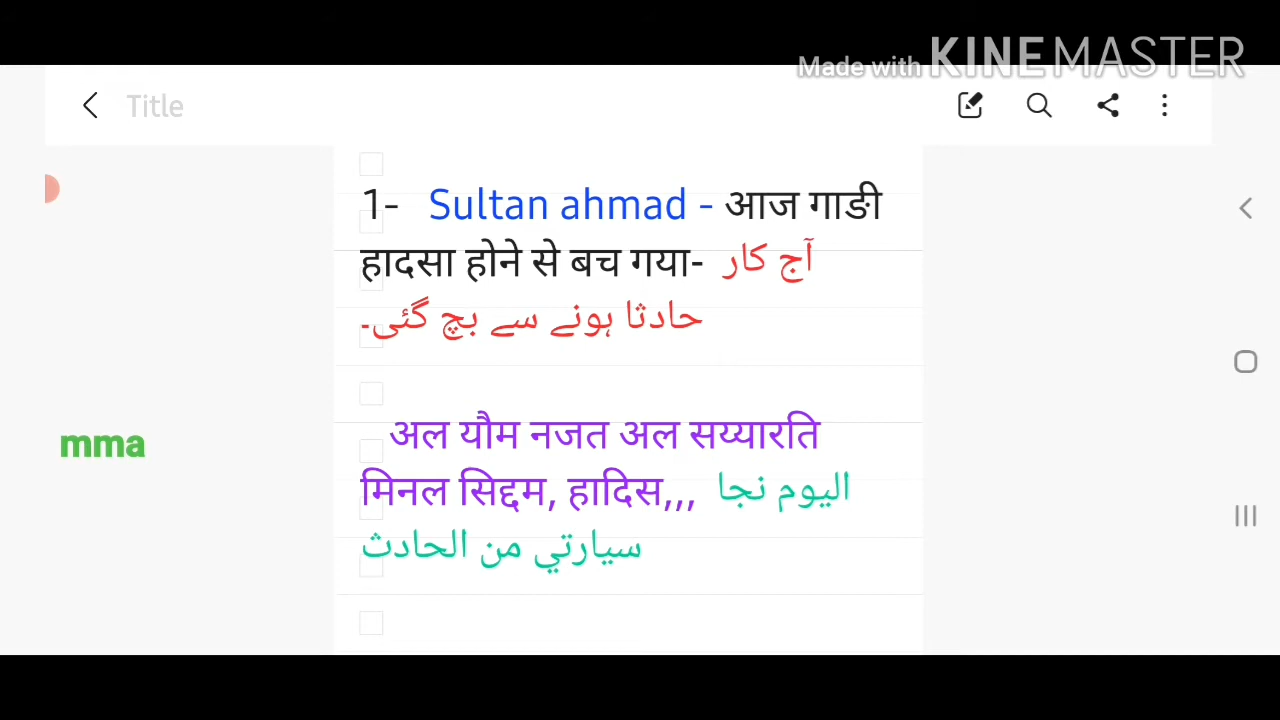 Made with KINEMASTER
Title
1- Sultan ahmad - आज गाङी
हादसा होने से बच गया- آج کار
حادثا ہونے سے بچ گئی۔
mma
अल यौम नजत अल सय्यारति
मिनल सिद्दम, हादिस,,, اليوم نجا
سيارتي من الحادث